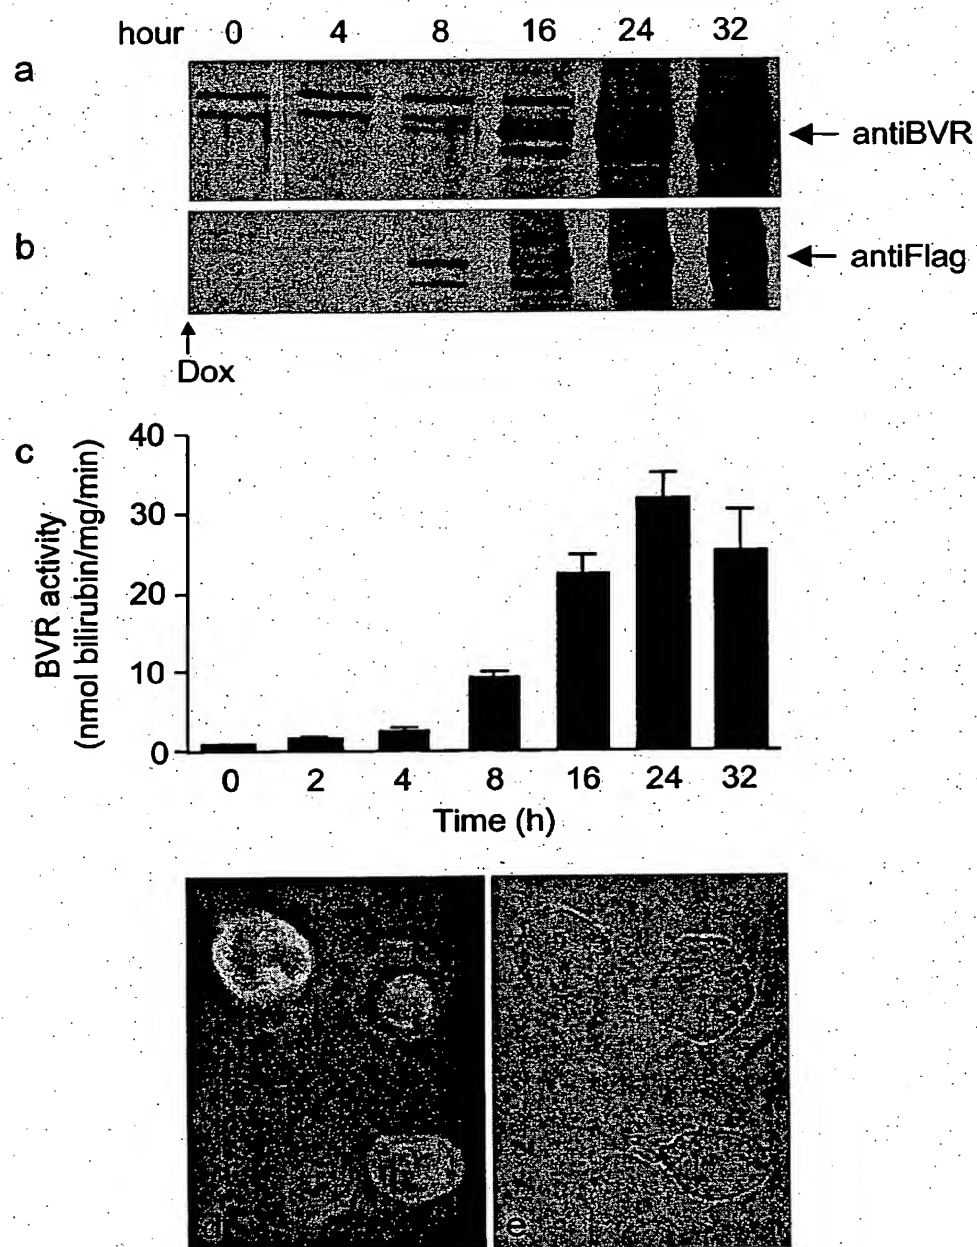 hour 0 4 8 16 24 32
a
antiBVR
b
antiFlag
Dox
c
BVR activity
(nmol bilirubin/mg/min)
40
30
20
10
0
0 2 4 8 16 24 32
Time (h)
d
e